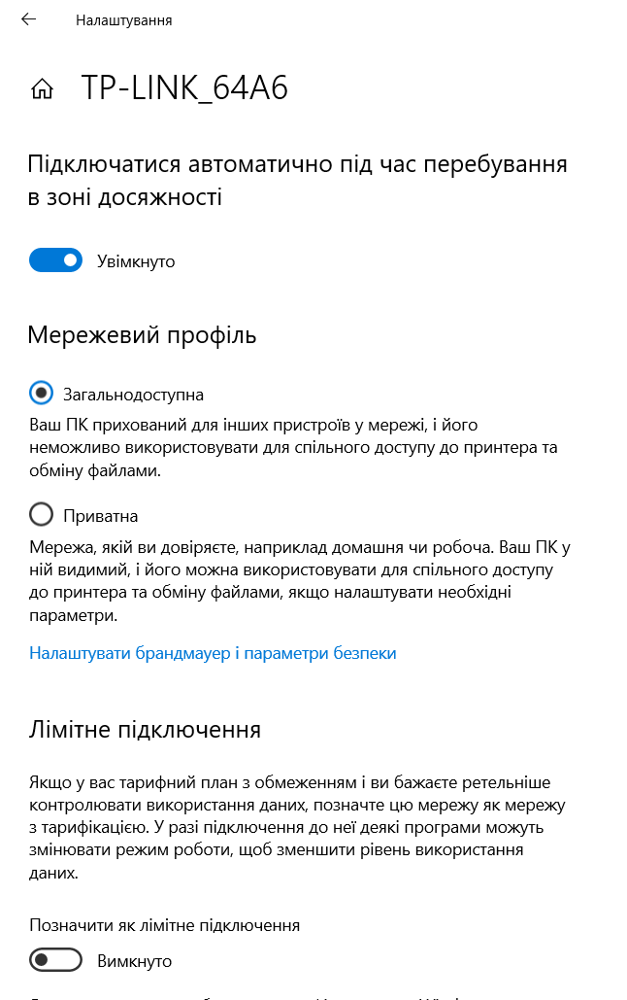 Налаштування
TP-LINK_64A6
Підключатися автоматично під час перебування
в зоні досяжності
Увімкнуто
Мережевий профіль
Загальнодоступна
Ваш ПК прихований для інших пристроїв у мережі, і його
неможливо використовувати для спільного доступу до принтера та
обміну файлами.
Приватна
Мережа, якій ви довіряєте, наприклад домашня чи робоча. Ваш ПК у
ній видимий, і його можна використовувати для спільного доступу
до принтера та обміну файлами, якщо налаштувати необхідні
параметри.
Налаштувати брандмауер і параметри безпеки
Лімітне підключення
Якщо у вас тарифний план з обмеженням і ви бажаєте ретельніше
контролювати використання даних, позначте цю мережу як мережу
з тарифікацією. У разі підключення до неї деякі програми можуть
змінювати режим роботи, щоб зменшити рівень використання
даних.
Позначити як лімітне підключення
Вимкнуто